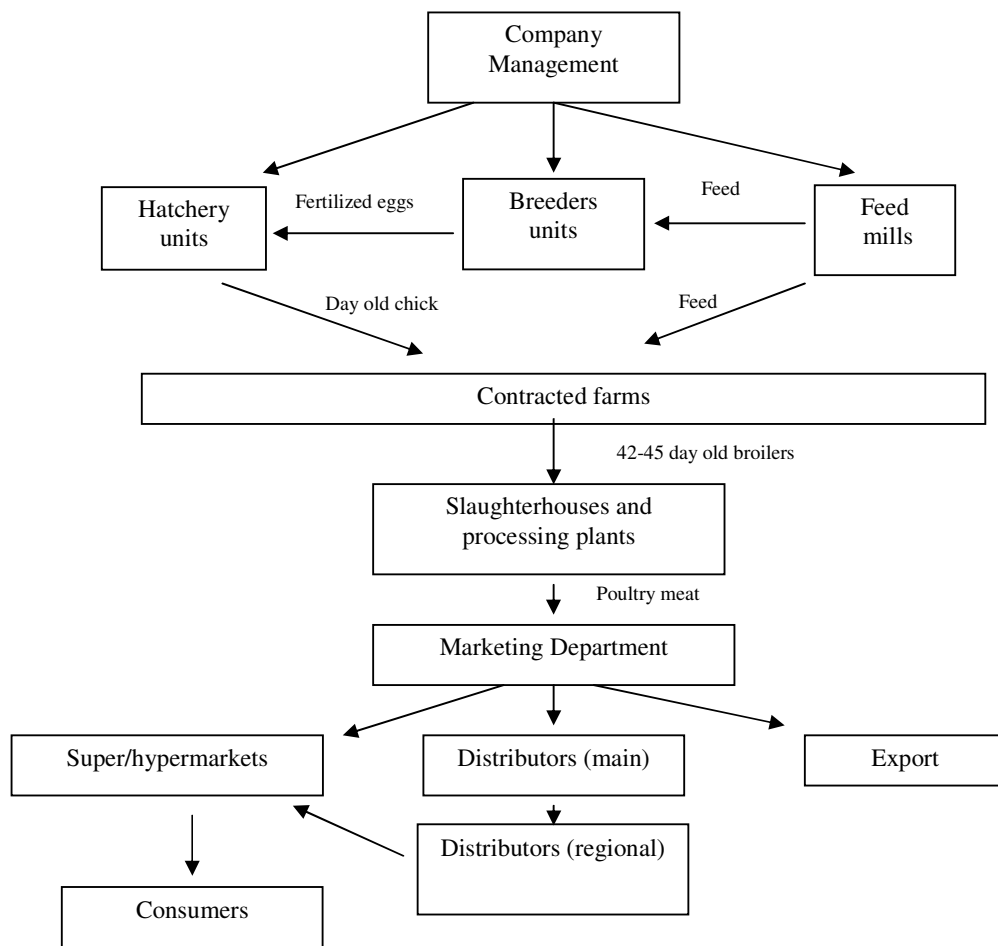 Company
Management
Hatchery
units
Fertilized eggs
Breeders
units
Feed
Feed
mills
Day old chick
Feed
Contracted farms
42-45 day old broilers
Slaughterhouses and
processing plants
Poultry meat
Marketing Department
Super/hypermarkets
Distributors (main)
Export
Distributors (regional)
Consumers